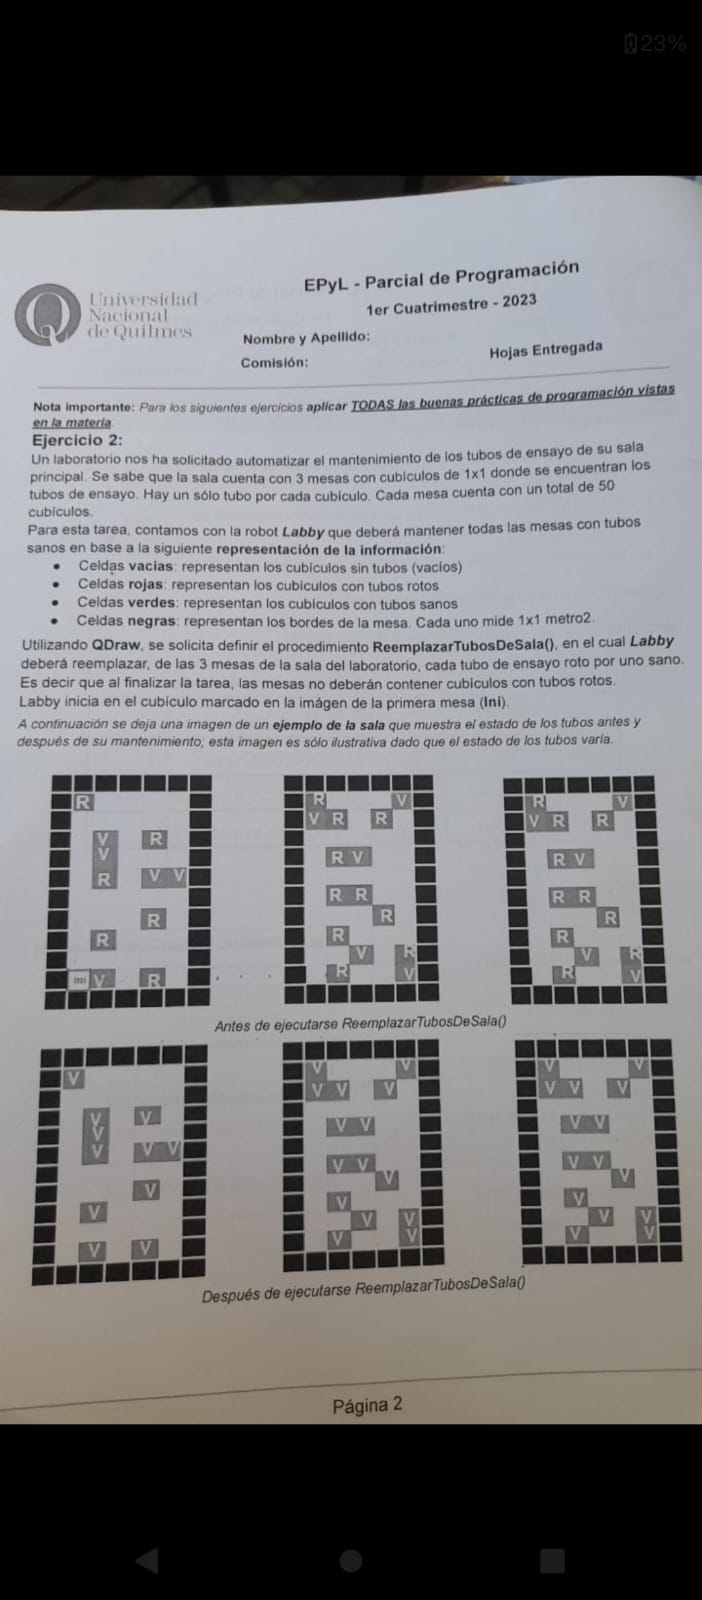 23%
Universidad
Nacional
de Quilmes
EPyL - Parcial de Programación
1er Cuatrimestre - 2023
Nombre y Apellido:
Comisión:
Hojas Entregada
Nota importante: Para los siguientes ejercicios aplicar TODAS las buenas prácticas de programación vistas
en la materia
Ejercicio 2:
Un laboratorio nos ha solicitado automatizar el mantenimiento de los tubos de ensayo de su sala
principal. Se sabe que la sala cuenta con 3 mesas con cubículos de 1x1 donde se encuentran los
tubos de ensayo. Hay un sólo tubo por cada cubículo. Cada mesa cuenta con un total de 50
cubículos.
Para esta tarea, contamos con la robot Labby que deberá mantener todas las mesas con tubos
sanos en base a la siguiente representación de la información:
• Celdas vacías: representan los cubículos sin tubos (vacíos)
• Celdas rojas: representan los cubículos con tubos rotos
• Celdas verdes: representan los cubículos con tubos sanos
• Celdas negras: representan los bordes de la mesa. Cada uno mide 1x1 metro2.
Utilizando QDraw, se solicita definir el procedimiento ReemplazarTubosDeSala(), en el cual Labby
deberá reemplazar, de las 3 mesas de la sala del laboratorio, cada tubo de ensayo roto por uno sano.
Es decir que al finalizar la tarea, las mesas no deberán contener cubículos con tubos rotos.
Labby inicia en el cubículo marcado en la imágen de la primera mesa (Ini).
A continuación se deja una imagen de un ejemplo de la sala que muestra el estado de los tubos antes y
después de su mantenimiento; esta imagen es sólo ilustrativa dado que el estado de los tubos varía.
R
V R
V
R V V
R
R
Ini V R
R V
V R R
R V
R R
R
R
V R
R V
R V
V R R
R V
R R
R
R
V R
R V
Antes de ejecutarse ReemplazarTubosDeSala()
V
V V
V
V V V
V
V
V V
V V
V V V
V V
V V
V
V
V V
V V
V V
V V V
V V
V V
V
V
V V
V V
Después de ejecutarse ReemplazarTubosDeSala()
Página 2